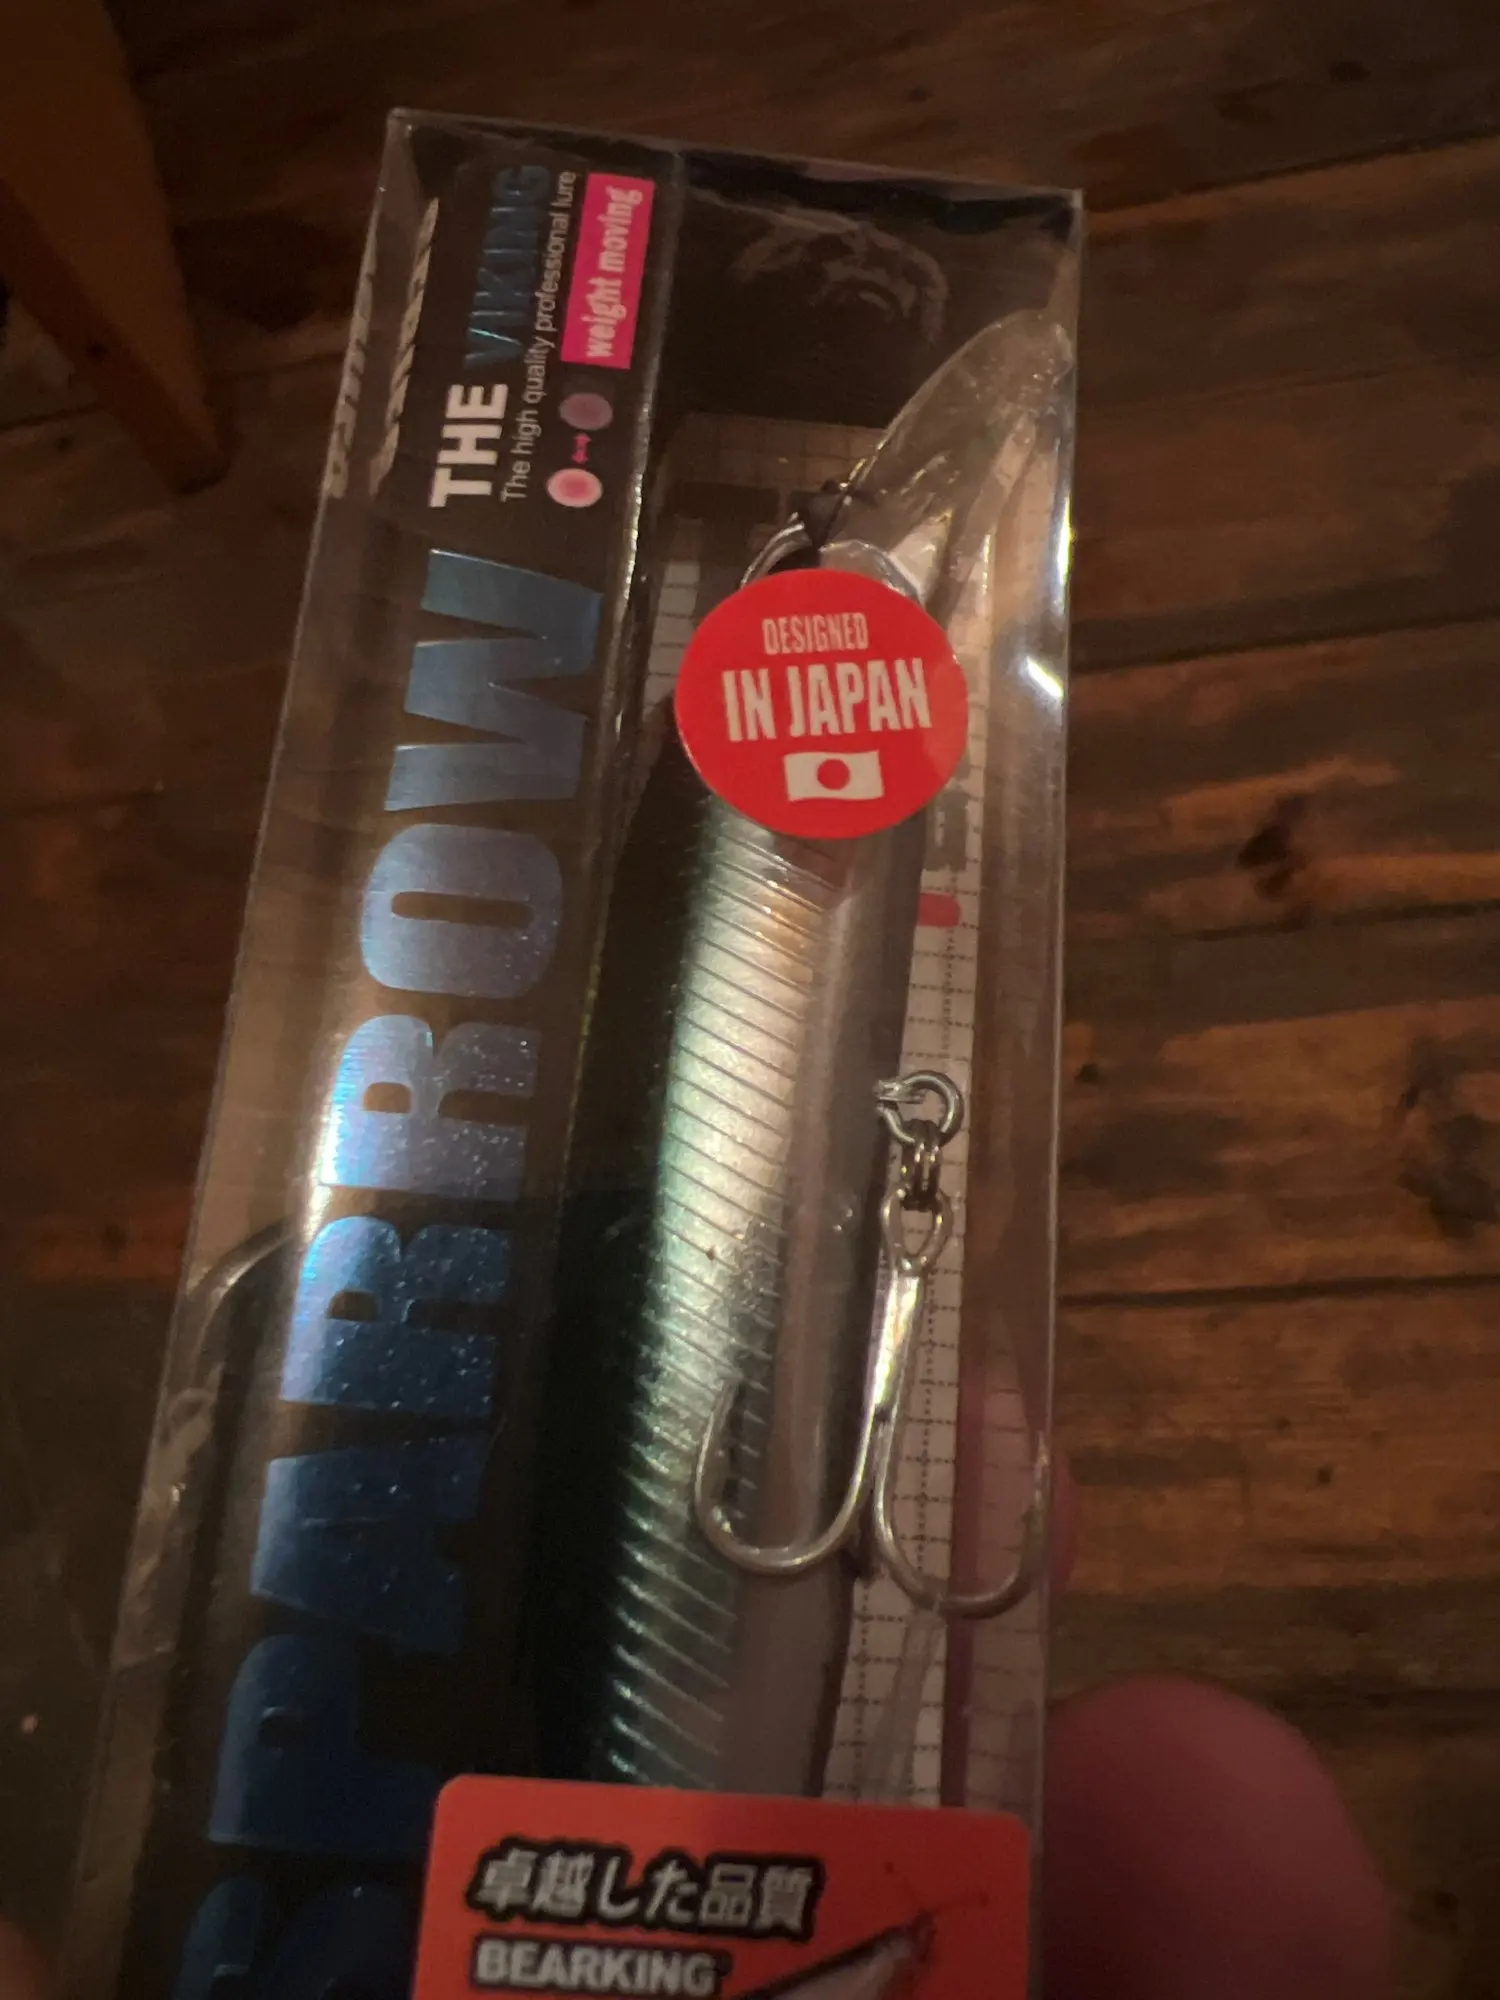 THE VIKING
The high quality professional lure
weight moving
SPARROW
DESIGNED
IN JAPAN
卓越した品質
BEARKING